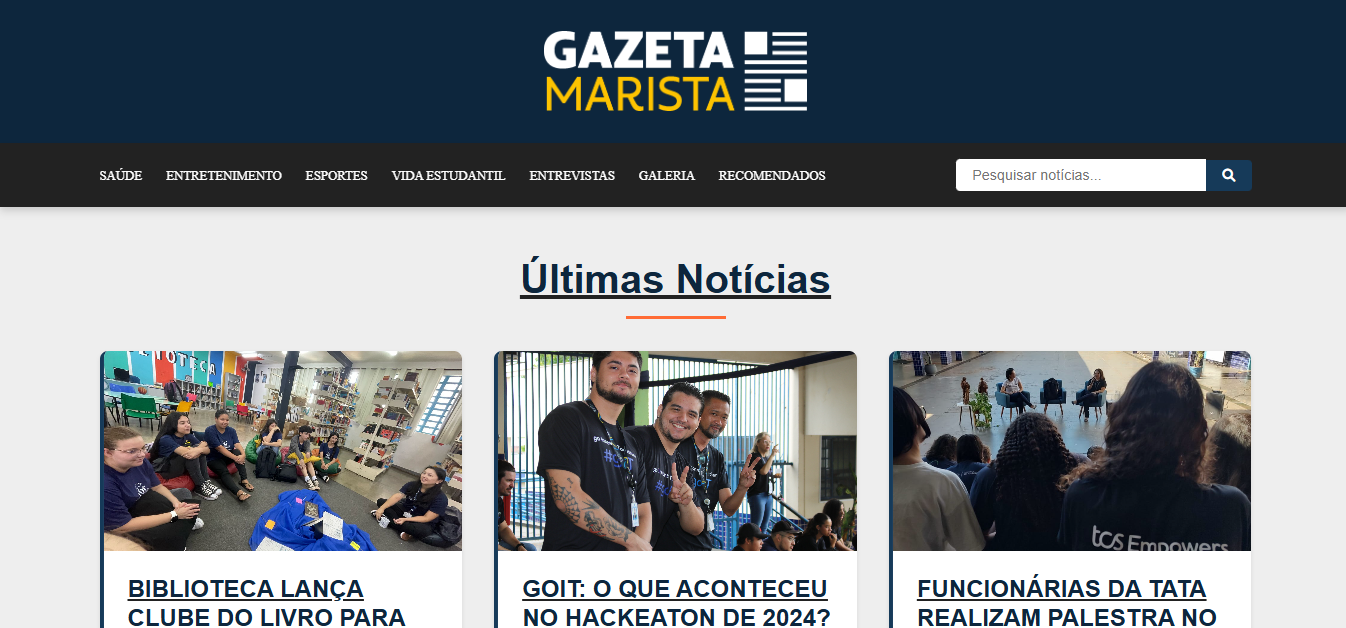 GAZETA
MARISTA
SAÚDE ENTRETENIMENTO ESPORTES VIDA ESTUDANTIL ENTREVISTAS GALERIA RECOMENDADOS Pesquisar notícias...
Últimas Notícias
tcs Empowers
BIBLIOTECA LANÇA
CLUBE DO LIVRO PARA
GOIT: O QUE ACONTECEU
NO HACKEATON DE 2024?
FUNCIONÁRIAS DA TATA
REALIZAM PALESTRA NO